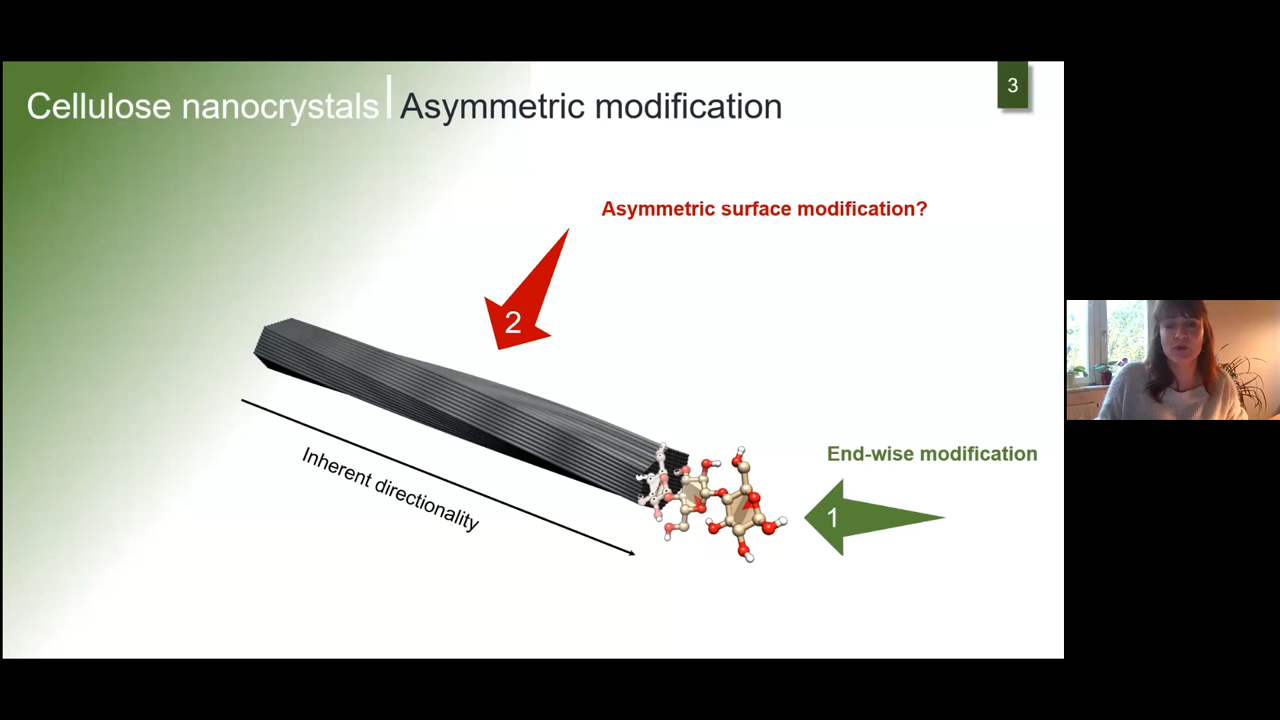 Cellulose nanocrystals Asymmetric modification
3
Asymmetric surface modification?
2
Inherent directionality
End-wise modification
1